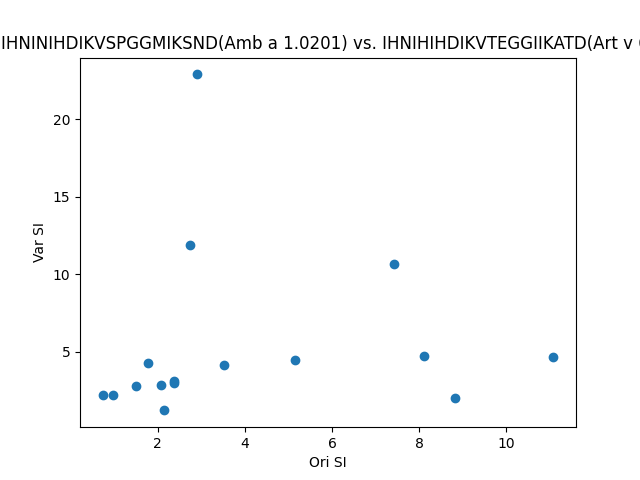 IHNINIHDIKVSPGGMIKSND(Amb a 1.0201) vs. IHNIHIHDIKVTEGGIIKATD(Art v
20
15
10
5
Var SI
2 4 6 8 10
Ori SI